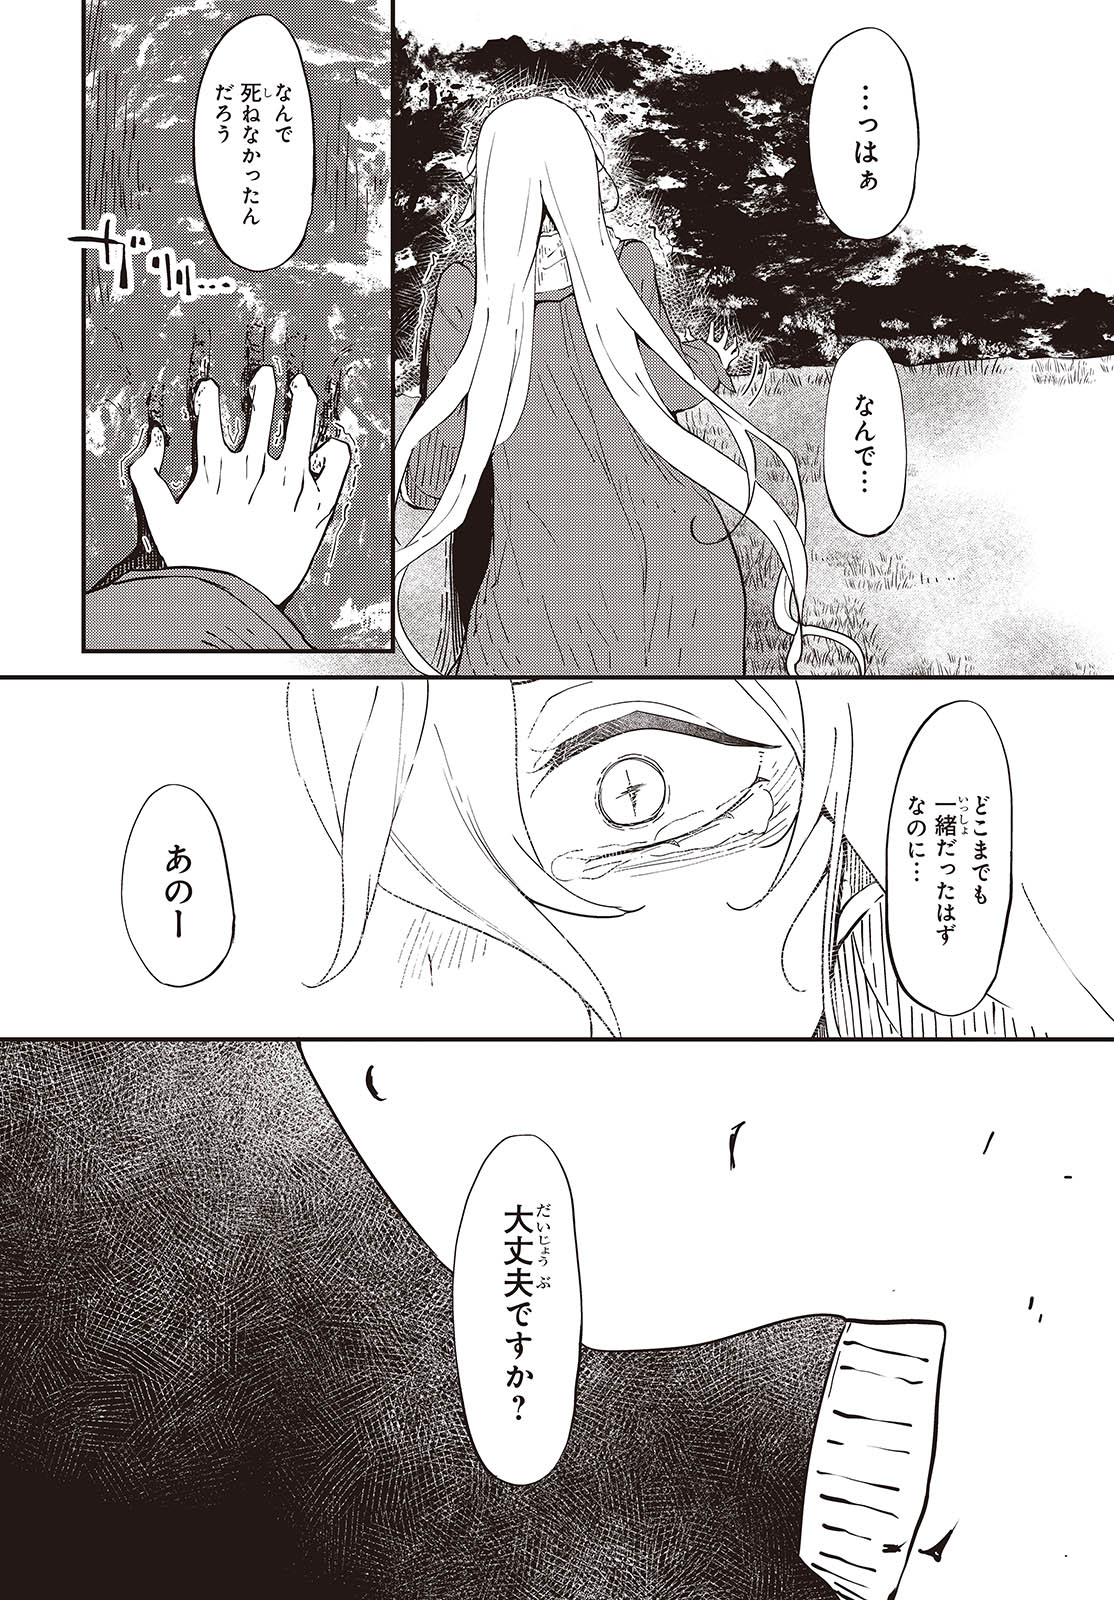 …っはぁ
なんで…
なんで
死ねなかったん
だろう
ガリリ…
どこまでも
一緒だったはず
なのに…
あのー
大丈夫ですか?